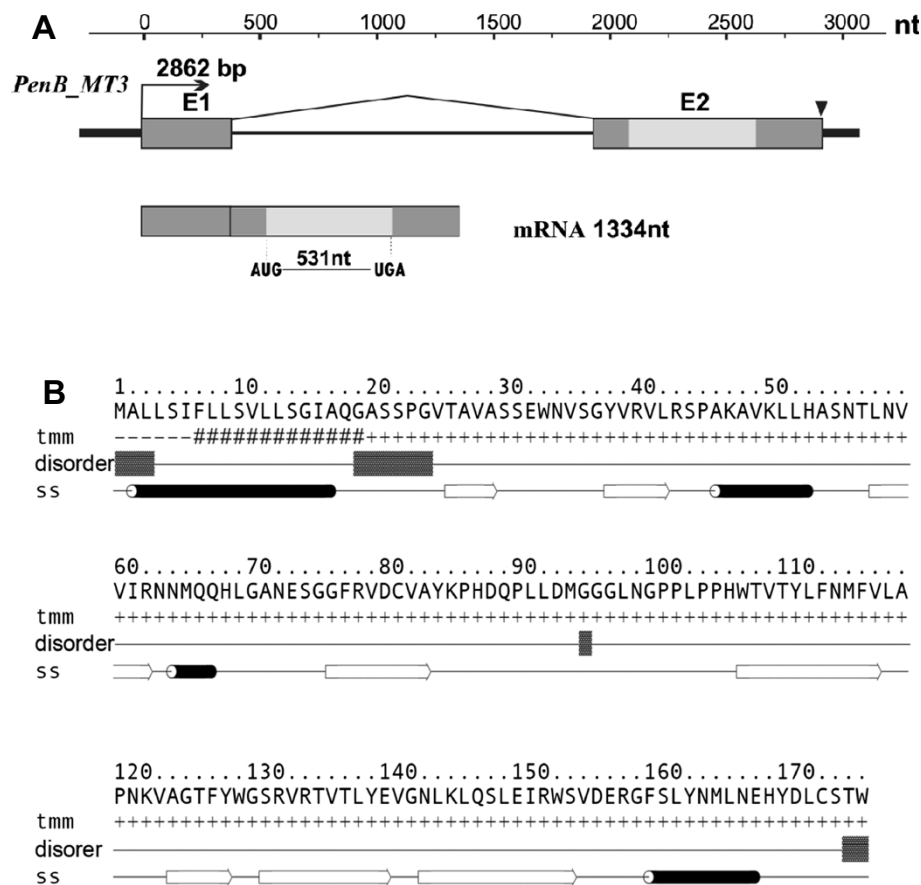 A
0 500 1000 1500 2000 2500 3000 nt
PenB_MT3
2862 bp
E1 E2
mRNA 1334nt
531nt
AUG UGA
B
1........10........20........30........40........50........
MALLSIFLLSVLLSGIAQGASSPGVTAVASSEWNVSGYVRVLRSPAKAVKLLHASNTLNV
tmm ------#############+++++++++++++++++++++++++++++++++++++++++
disorder
ss
60........70........80........90........100.......110.......
VIRNNMQQHLGANESGGFRVDCVAYKPHDQPLLDMGGGLNGPPLPPHWTVTYLFNMFVLA
tmm ++++++++++++++++++++++++++++++++++++++++++++++++++++++++++++
disorder
ss
120.......130.......140.......150.......160.......170....
PNKVAGTFYWGSRVRTVTLYEVGNLKLQSLEIRWSVDERGFSLYNMLNEHYDLCSTW
tmm +++++++++++++++++++++++++++++++++++++++++++++++++++++++++
disorer
ss